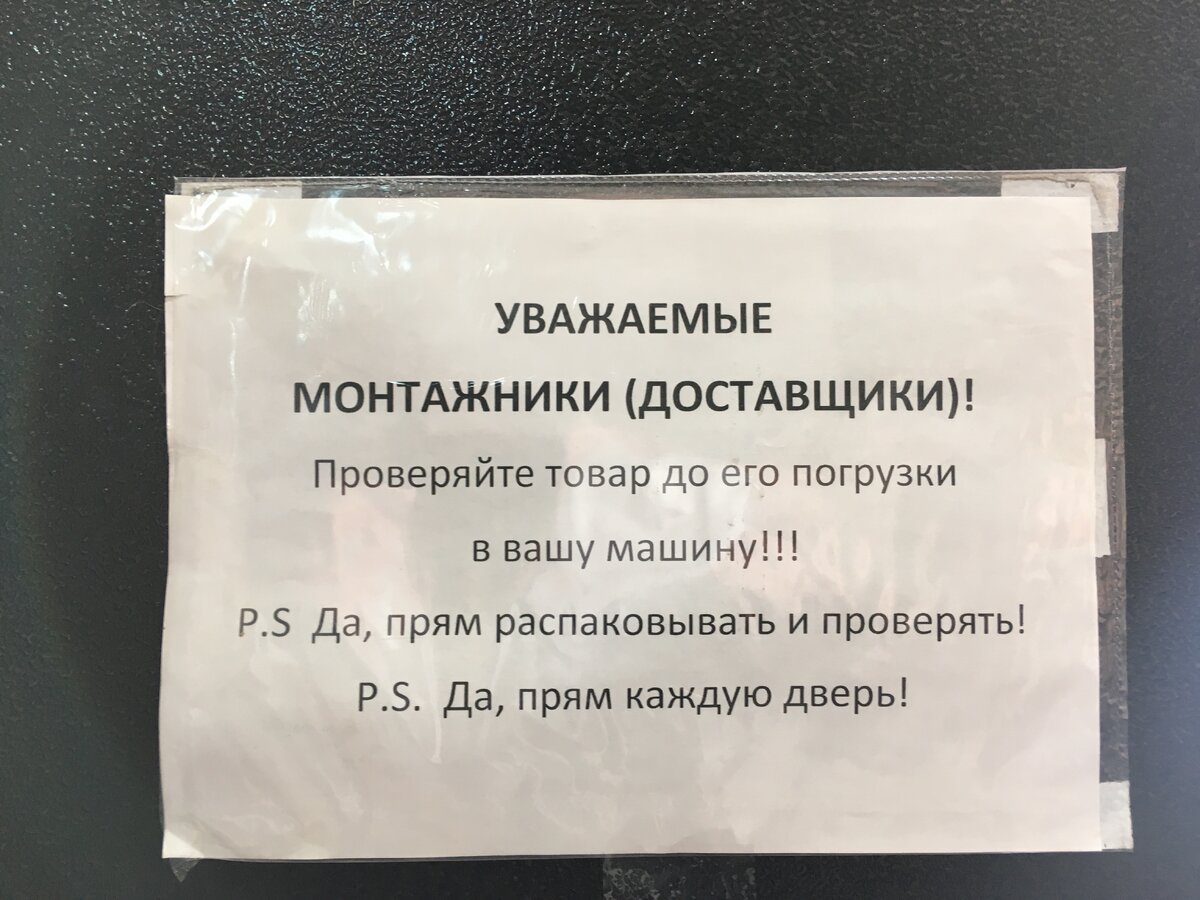 УВАЖАЕМЫЕ
МОНТАЖНИКИ (ДОСТАВЩИКИ)!
Проверяйте товар до его погрузки
в вашу машину!!!
P.S  Да, прям распаковывать и проверять!
P.S.  Да, прям каждую дверь!